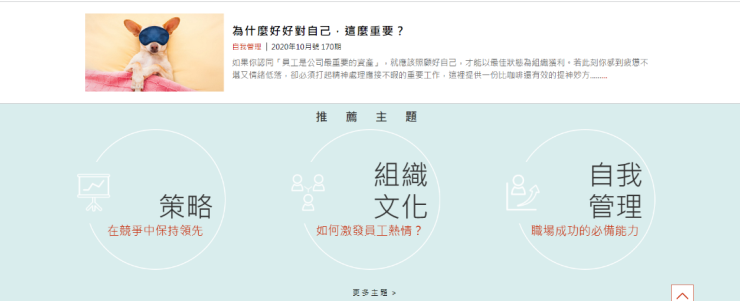 為什麼好好對自己，這麼重要？
自我管理 | 2020年10月號 170期
如果你認同「員工是公司最重要的資產」，就應該照顧好自己，才能以最佳狀態為組織獲利。若此刻你感到疲憊不
堪又情緒低落，卻必須打起精神處理應接不暇的重要工作，這裡提供一份比咖啡還有效的提神妙方.........
推薦主題
策略
在競爭中保持領先
組織
文化
如何激發員工熱情？
自我
管理
職場成功的必備能力
更多主題 >